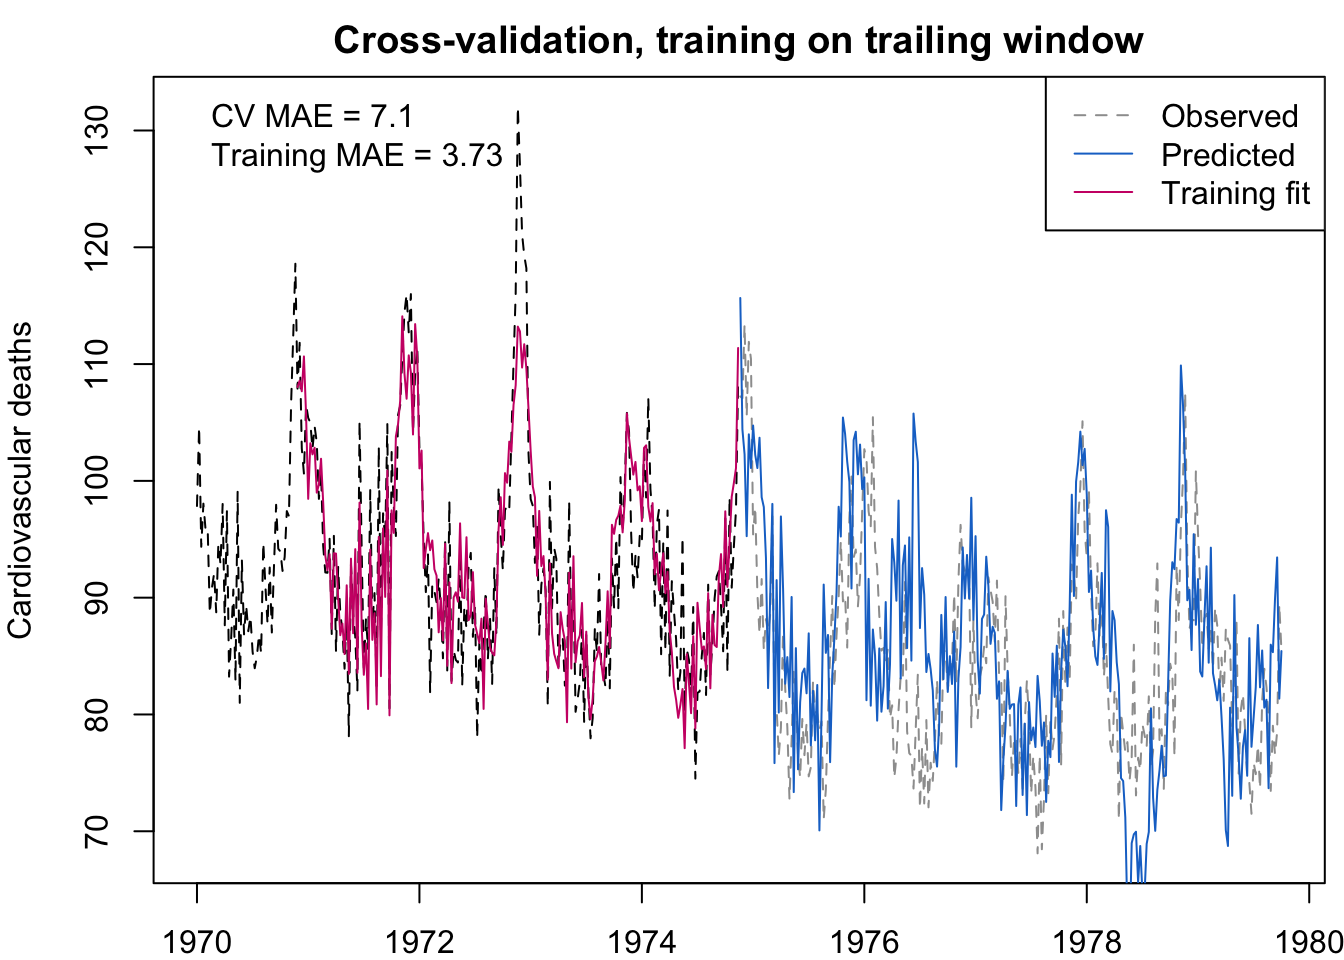 Cross-validation, training on trailing window
CV MAE = 7.1
Training MAE = 3.73
Observed
Predicted
Training fit
Cardiovascular deaths
130
120
110
100
90
80
70
1970
1972
1974
1976
1978
1980